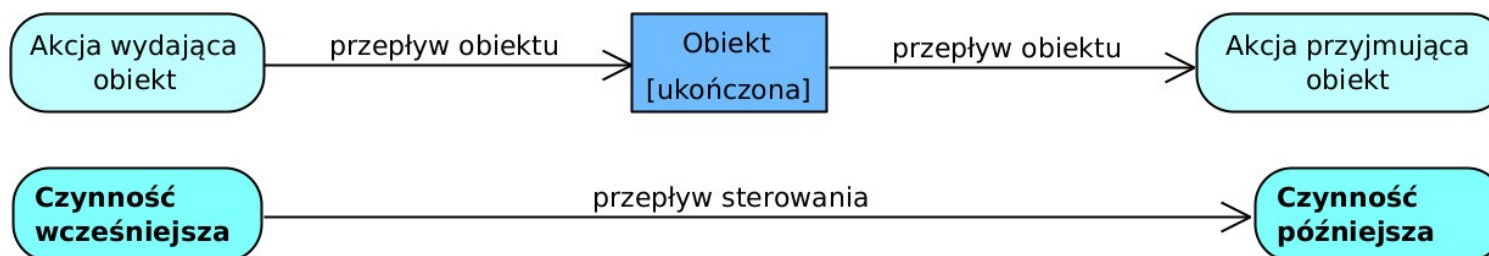 Akcja wydająca
obiekt
przepływ obiektu
Obiekt
[ukończona]
przepływ obiektu
Akcja przyjmująca
obiekt
Czynność
wcześniejsza
przepływ sterowania
Czynność
późniejsza